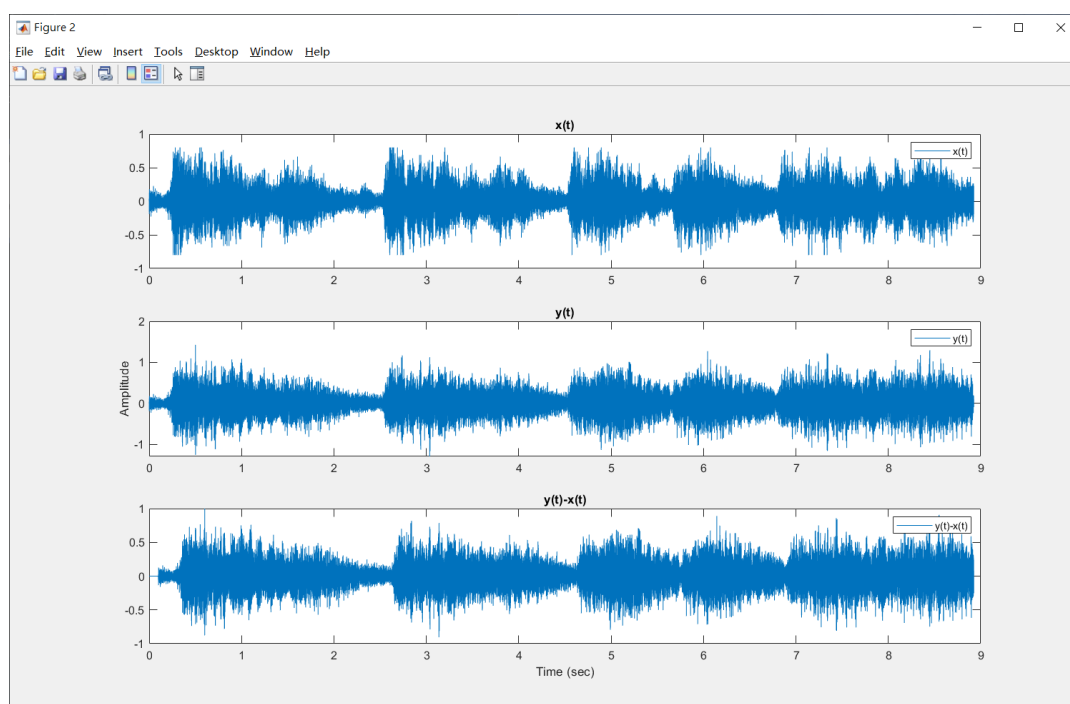 Figure 2
File Edit View Insert Tools Desktop Window Help
x(t)
1
0.5
0
-0.5
-1
x(t)
0 1 2 3 4 5 6 7 8 9
y(t)
2
1
0
-1
Amplitude
y(t)
0 1 2 3 4 5 6 7 8 9
y(t)-x(t)
1
0.5
0
-0.5
-1
y(t)-x(t)
0 1 2 3 4 5 6 7 8 9
Time (sec)